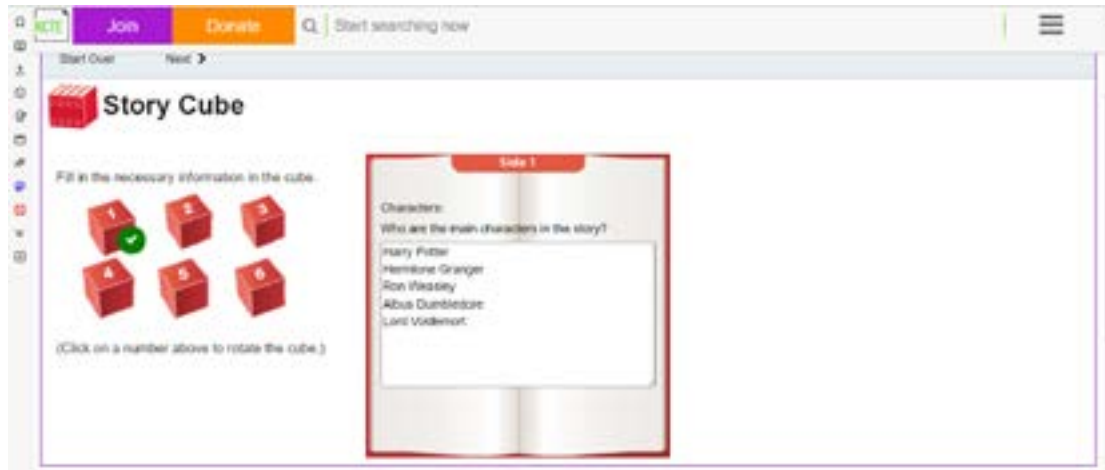 NCTE
Join Donate Start searching now
Start Over Next
Story Cube
Side 1
Fill in the necessary information in the cube.
1 2 3
4 5 6
(Click on a number above to rotate the cube.)
Characters:
Who are the main characters in the story?
Harry Potter
Hermione Granger
Ron Weasley
Albus Dumbledore
Lord Voldemort